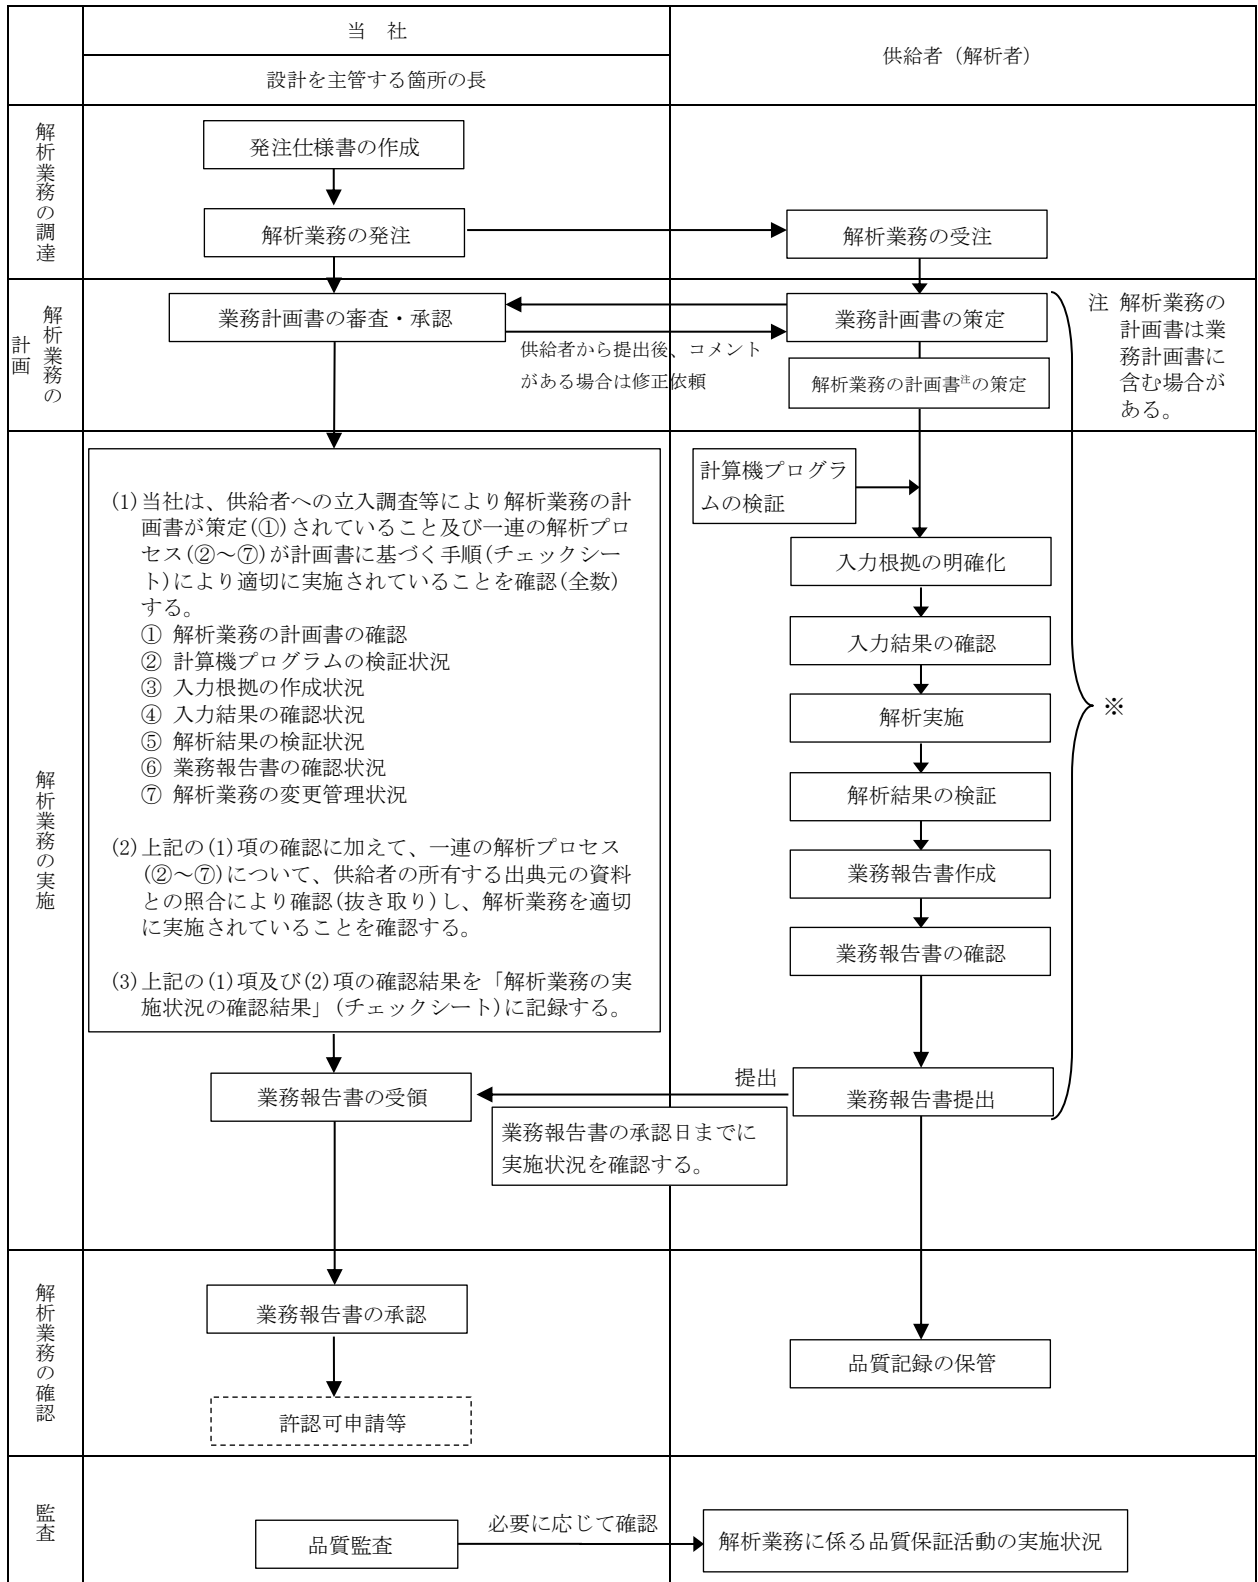 当　社
設計を主管する箇所の長
供給者（解析者）
解析業務の調達
発注仕様書の作成
解析業務の発注
解析業務の受注
解析業務の
計画
業務計画書の審査・承認
業務計画書の策定
供給者から提出後、コメント
がある場合は修正依頼
解析業務の計画書注の策定
注 解析業務の
計画書は業
務計画書に
含む場合が
ある。
解析業務の実施
(1)当社は、供給者への立入調査等により解析業務の計
画書が策定(①)されていること及び一連の解析プロ
セス(②～⑦)が計画書に基づく手順(チェックシー
ト)により適切に実施されていることを確認(全数)
する。
① 解析業務の計画書の確認
② 計算機プログラムの検証状況
③ 入力根拠の作成状況
④ 入力結果の確認状況
⑤ 解析結果の検証状況
⑥ 業務報告書の確認状況
⑦ 解析業務の変更管理状況
(2)上記の(1)項の確認に加えて、一連の解析プロセス
(②～⑦)について、供給者の所有する出典元の資料
との照合により確認(抜き取り)し、解析業務を適切
に実施されていることを確認する。
(3)上記の(1)項及び(2)項の確認結果を「解析業務の実
施状況の確認結果」(チェックシート)に記録する。
計算機プログラ
ムの検証
入力根拠の明確化
入力結果の確認
解析実施
解析結果の検証
業務報告書作成
業務報告書の確認
※
業務報告書の受領
提出
業務報告書提出
業務報告書の承認日までに
実施状況を確認する。
解析業務の確認
業務報告書の承認
許認可申請等
品質記録の保管
監査
品質監査
必要に応じて確認
解析業務に係る品質保証活動の実施状況